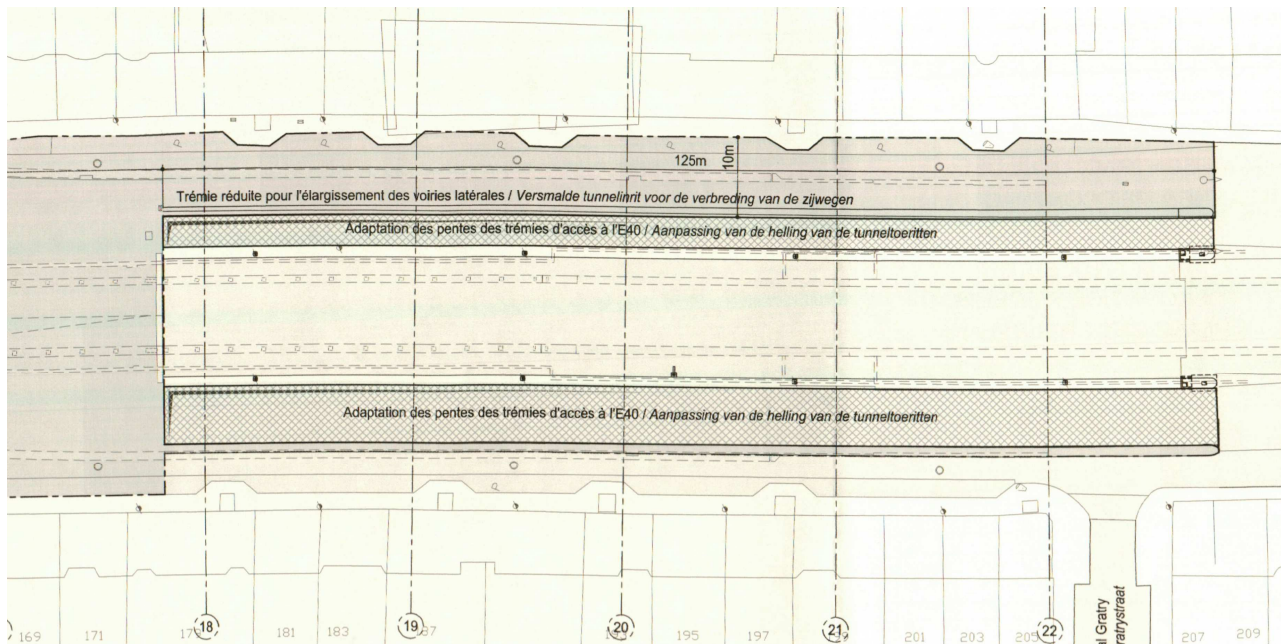 125m
10m
Trémie réduite pour l'élargissement des voiries latérales / Versmalde tunnelinrit voor de verbreding van de zijwegen
Adaptation des pentes des trémies d'accès à l'E40 / Aanpassing van de helling van de tunneltoeritten
Adaptation des pentes des trémies d'accès à l'E40 / Aanpassing van de helling van de tunneltoeritten
18
19
20
21
22
169
171
181
183
195
197
201
203
205
207
209
Gratry